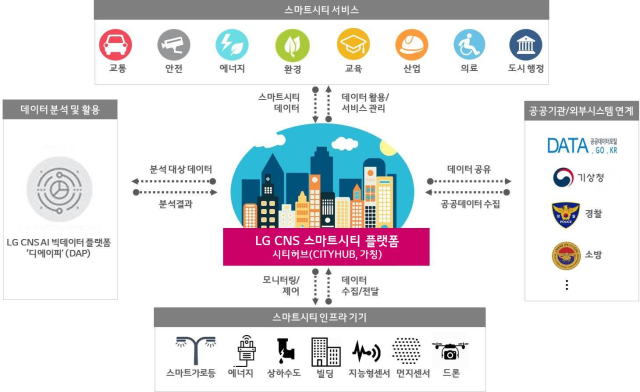 스마트시티 서비스
교통
안전
에너지
환경
교육
산업
의료
도시 행정
스마트시티
데이터
데이터 활용/
서비스 관리
데이터 분석 및 활용
LG CNS AI 빅데이터 플랫폼
‘디에이피’ (DAP)
분석 대상 데이터
분석결과
LG CNS 스마트시티 플랫폼
시티허브(CITYHUB, 가칭)
데이터 공유
공공데이터 수집
공공기관/외부시스템 연계
DATA 공공데이터포털
.GO.KR
기상청
경찰
소방
모니터링/
제어
데이터
수집/전달
스마트시티 인프라 기기
스마트가로등
에너지
상하수도
빌딩
지능형센서
먼지센서
드론